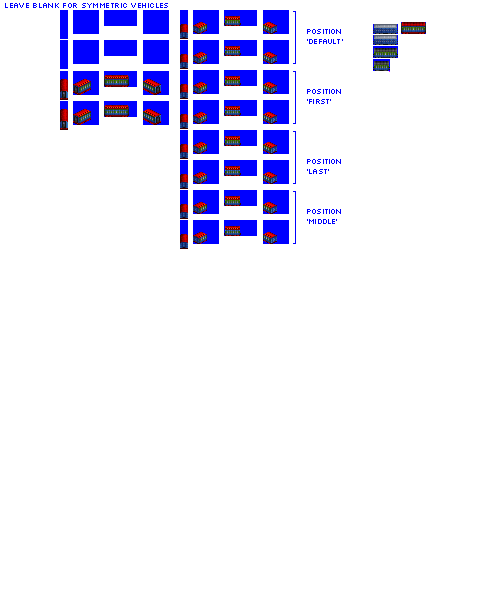 LEAVE BLANK FOR SYMMETRIC VEHICLES
POSITION
'DEFAULT'
POSITION
'FIRST'
POSITION
'LAST'
POSITION
'MIDDLE'